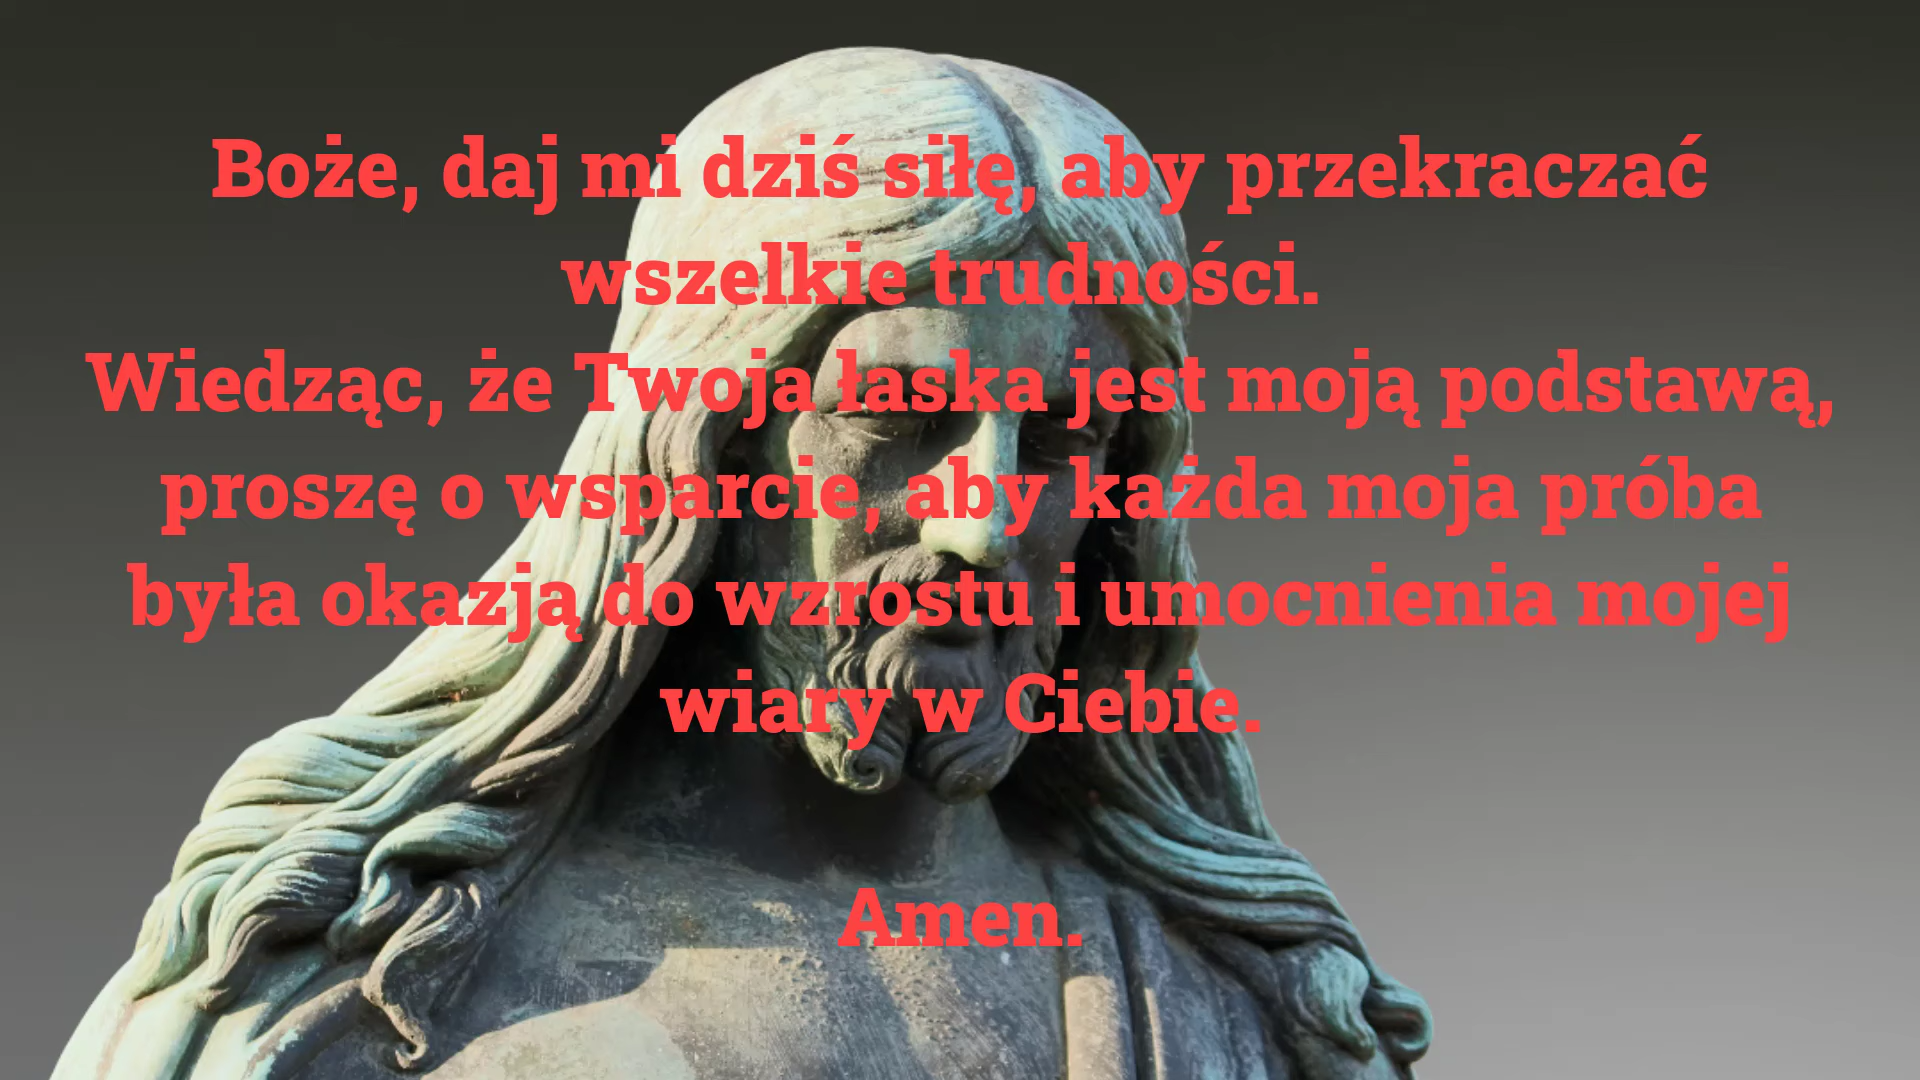 Boże, daj mi dziś siłę, aby przekraczać
wszelkie trudności.
Wiedząc, że Twoja łaska jest moją podstawą,
proszę o wsparcie, aby każda moja próba
była okazją do wzrostu i umocnienia mojej
wiary w Ciebie.
Amen.